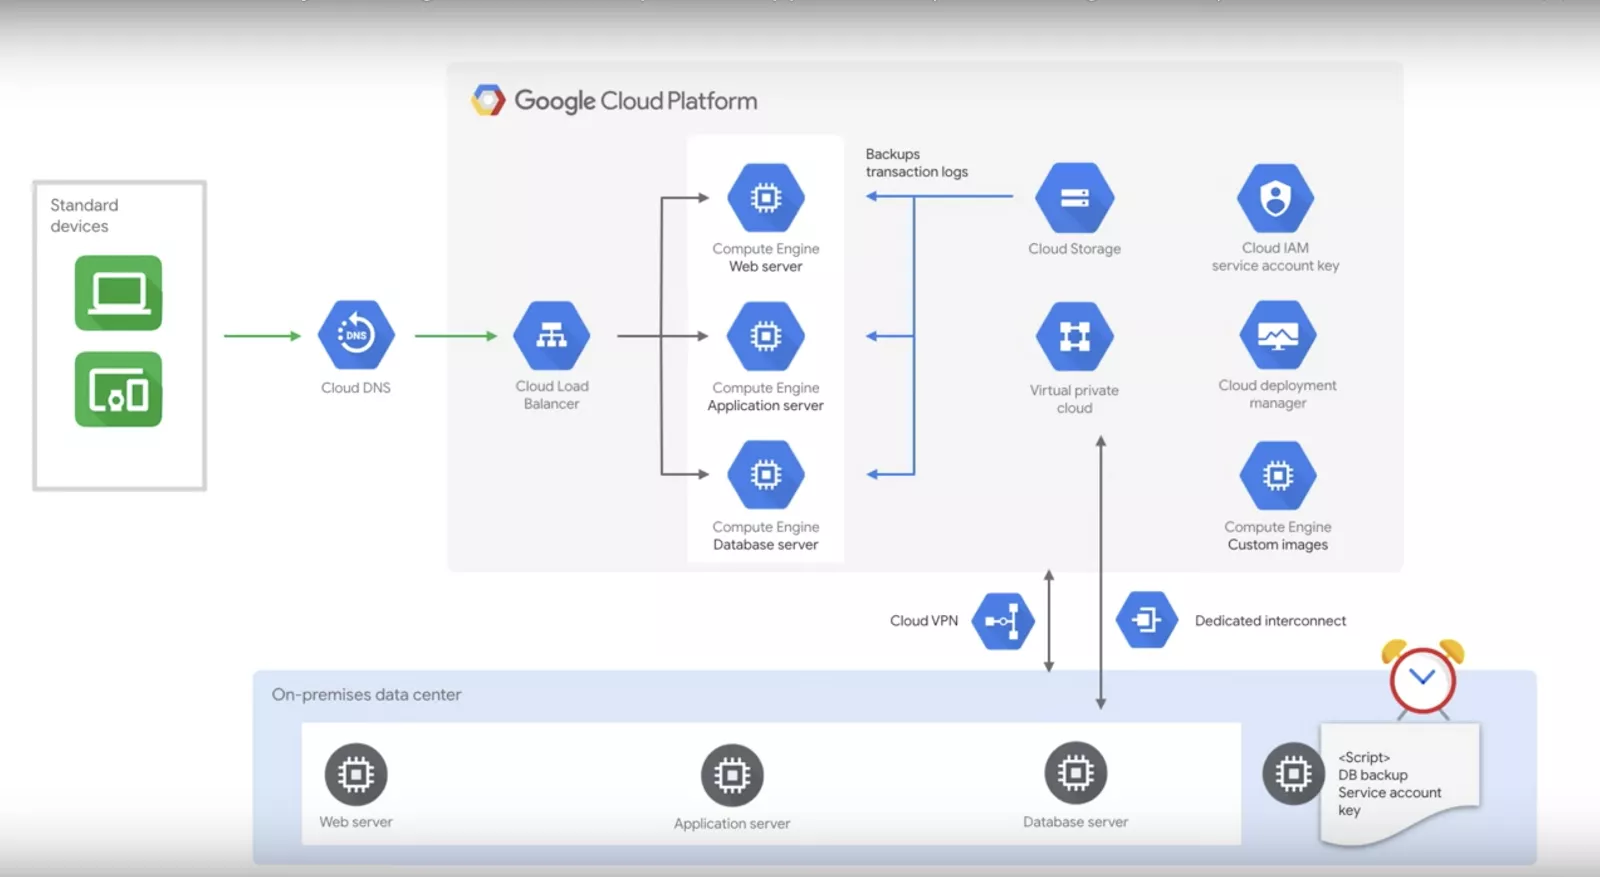 Google Cloud Platform
Standard
devices
DNS
Cloud DNS
Cloud Load
Balancer
Compute Engine
Web server
Compute Engine
Application server
Compute Engine
Database server
Backups
transaction logs
Cloud Storage
Cloud IAM
service account key
Virtual private
cloud
Cloud deployment
manager
Compute Engine
Custom images
Cloud VPN
Dedicated interconnect
On-premises data center
Web server
Application server
Database server
<Script>
DB backup
Service account
key